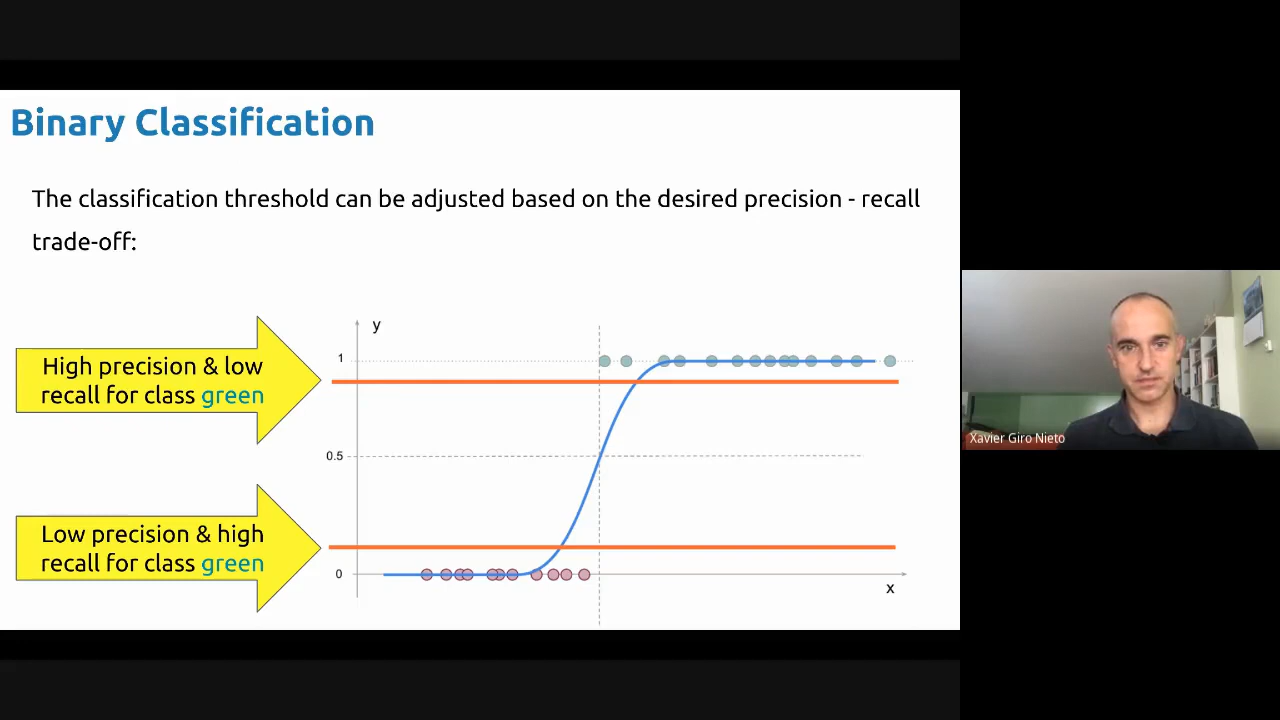 Binary Classification
The classification threshold can be adjusted based on the desired precision - recall
trade-off:
High precision & low
recall for class green
Low precision & high
recall for class green
y
1
0.5
0
x
Xavier Giro Nieto